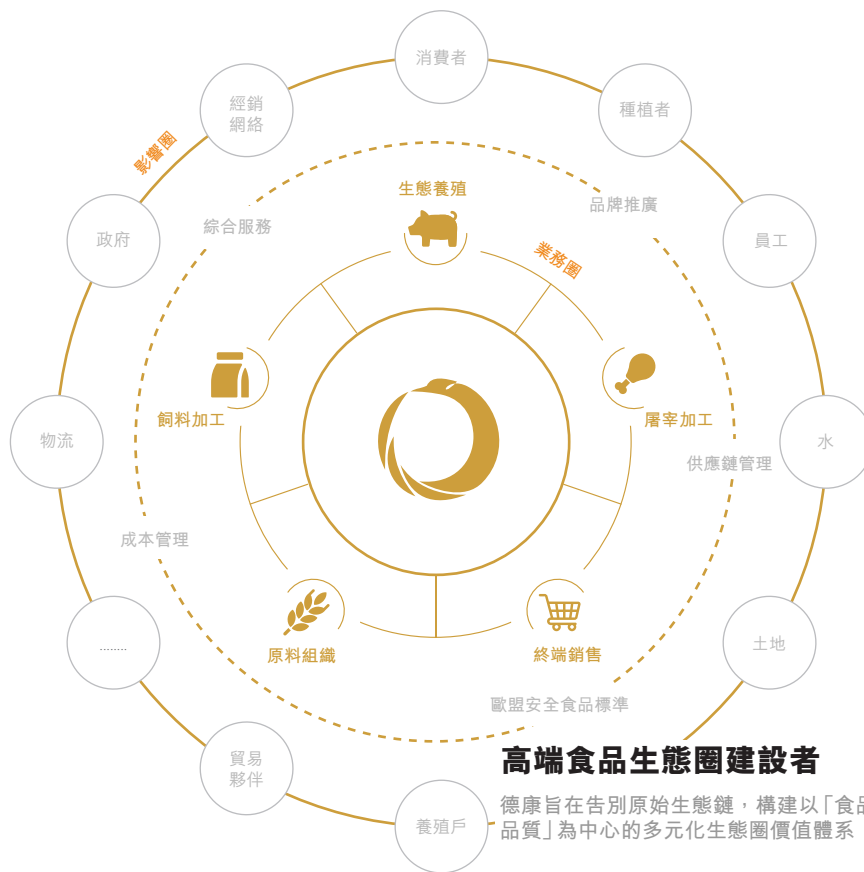 消費者
經銷
網絡
種植者
影響圈
生態養殖
品牌推廣
綜合服務
政府
員工
業務圈
飼料加工
屠宰加工
物流
水
供應鏈管理
成本管理
........
原料組織
終端銷售
土地
歐盟安全食品標準
貿易
夥伴
養殖戶
高端食品生態圈建設者
德康旨在告別原始生態鏈，構建以「食品
品質」為中心的多元化生態圈價值體系